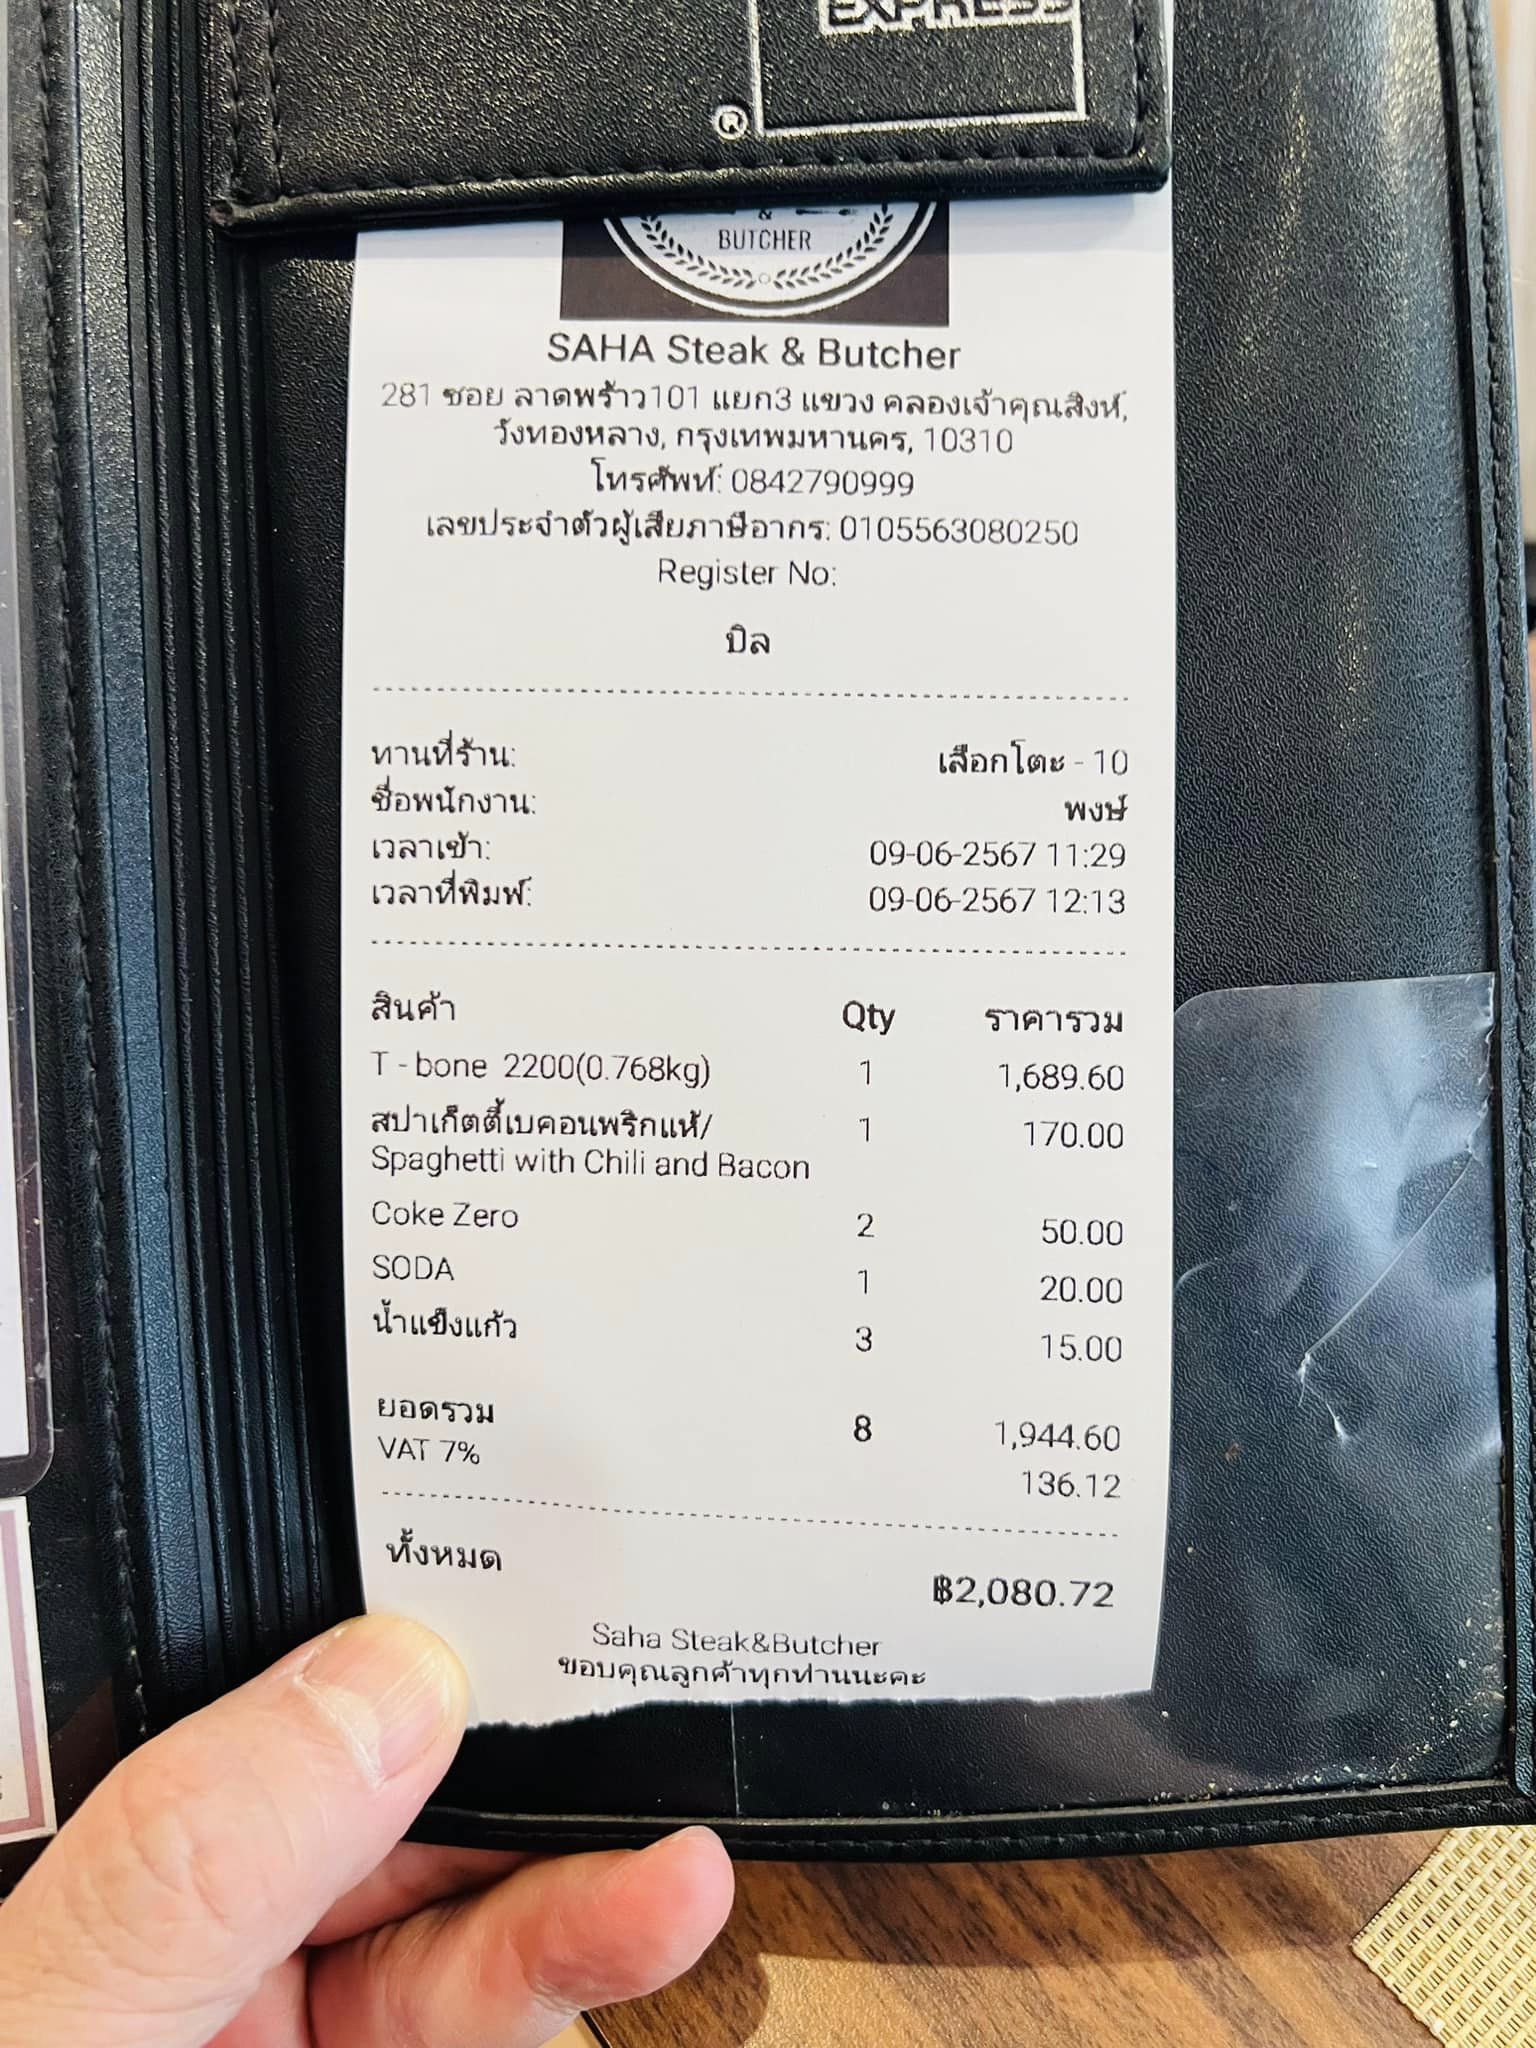 EXPRESS
®
&
BUTCHER
SAHA Steak & Butcher
281 ซอย ลาดพร้าว101 แยก3 แขวง คลองเจ้าคุณสิงห์,
วังทองหลาง, กรุงเทพมหานคร, 10310
โทรศัพท์: 0842790999
เลขประจำตัวผู้เสียภาษีอากร: 0105563080250
Register No:
บิล
ทานที่ร้าน: เลือกโต๊ะ - 10
ชื่อพนักงาน: พงษ์
เวลาเข้า: 09-06-2567 11:29
เวลาที่พิมพ์: 09-06-2567 12:13
สินค้า Qty ราคารวม
T - bone 2200(0.768kg) 1 1,689.60
สปาเก็ตตี้เบคอนพริกแห้/ 1 170.00
Spaghetti with Chili and Bacon
Coke Zero 2 50.00
SODA 1 20.00
น้ำแข็งแก้ว 3 15.00
ยอดรวม 8 1,944.60
VAT 7% 136.12
ทั้งหมด ฿2,080.72
Saha Steak&Butcher
ขอบคุณลูกค้าทุกท่านนะคะ